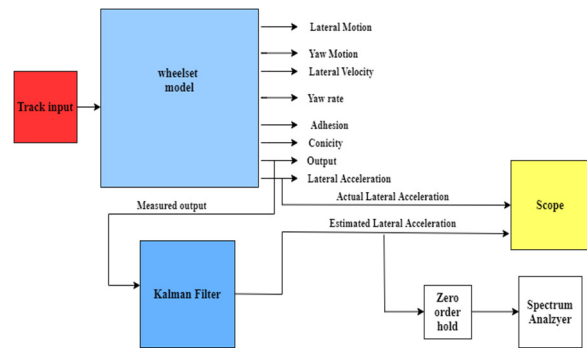 Lateral Motion
wheelset
model
Yaw Motion
Lateral Velocity
Track input
Yaw rate
Adhesion
Conicity
Output
Lateral Acceleration
Measured output
Actual Lateral Acceleration
Scope
Estimated Lateral Acceleration
Kalman Filter
Zero
order
hold
Spectrum
Analzyer